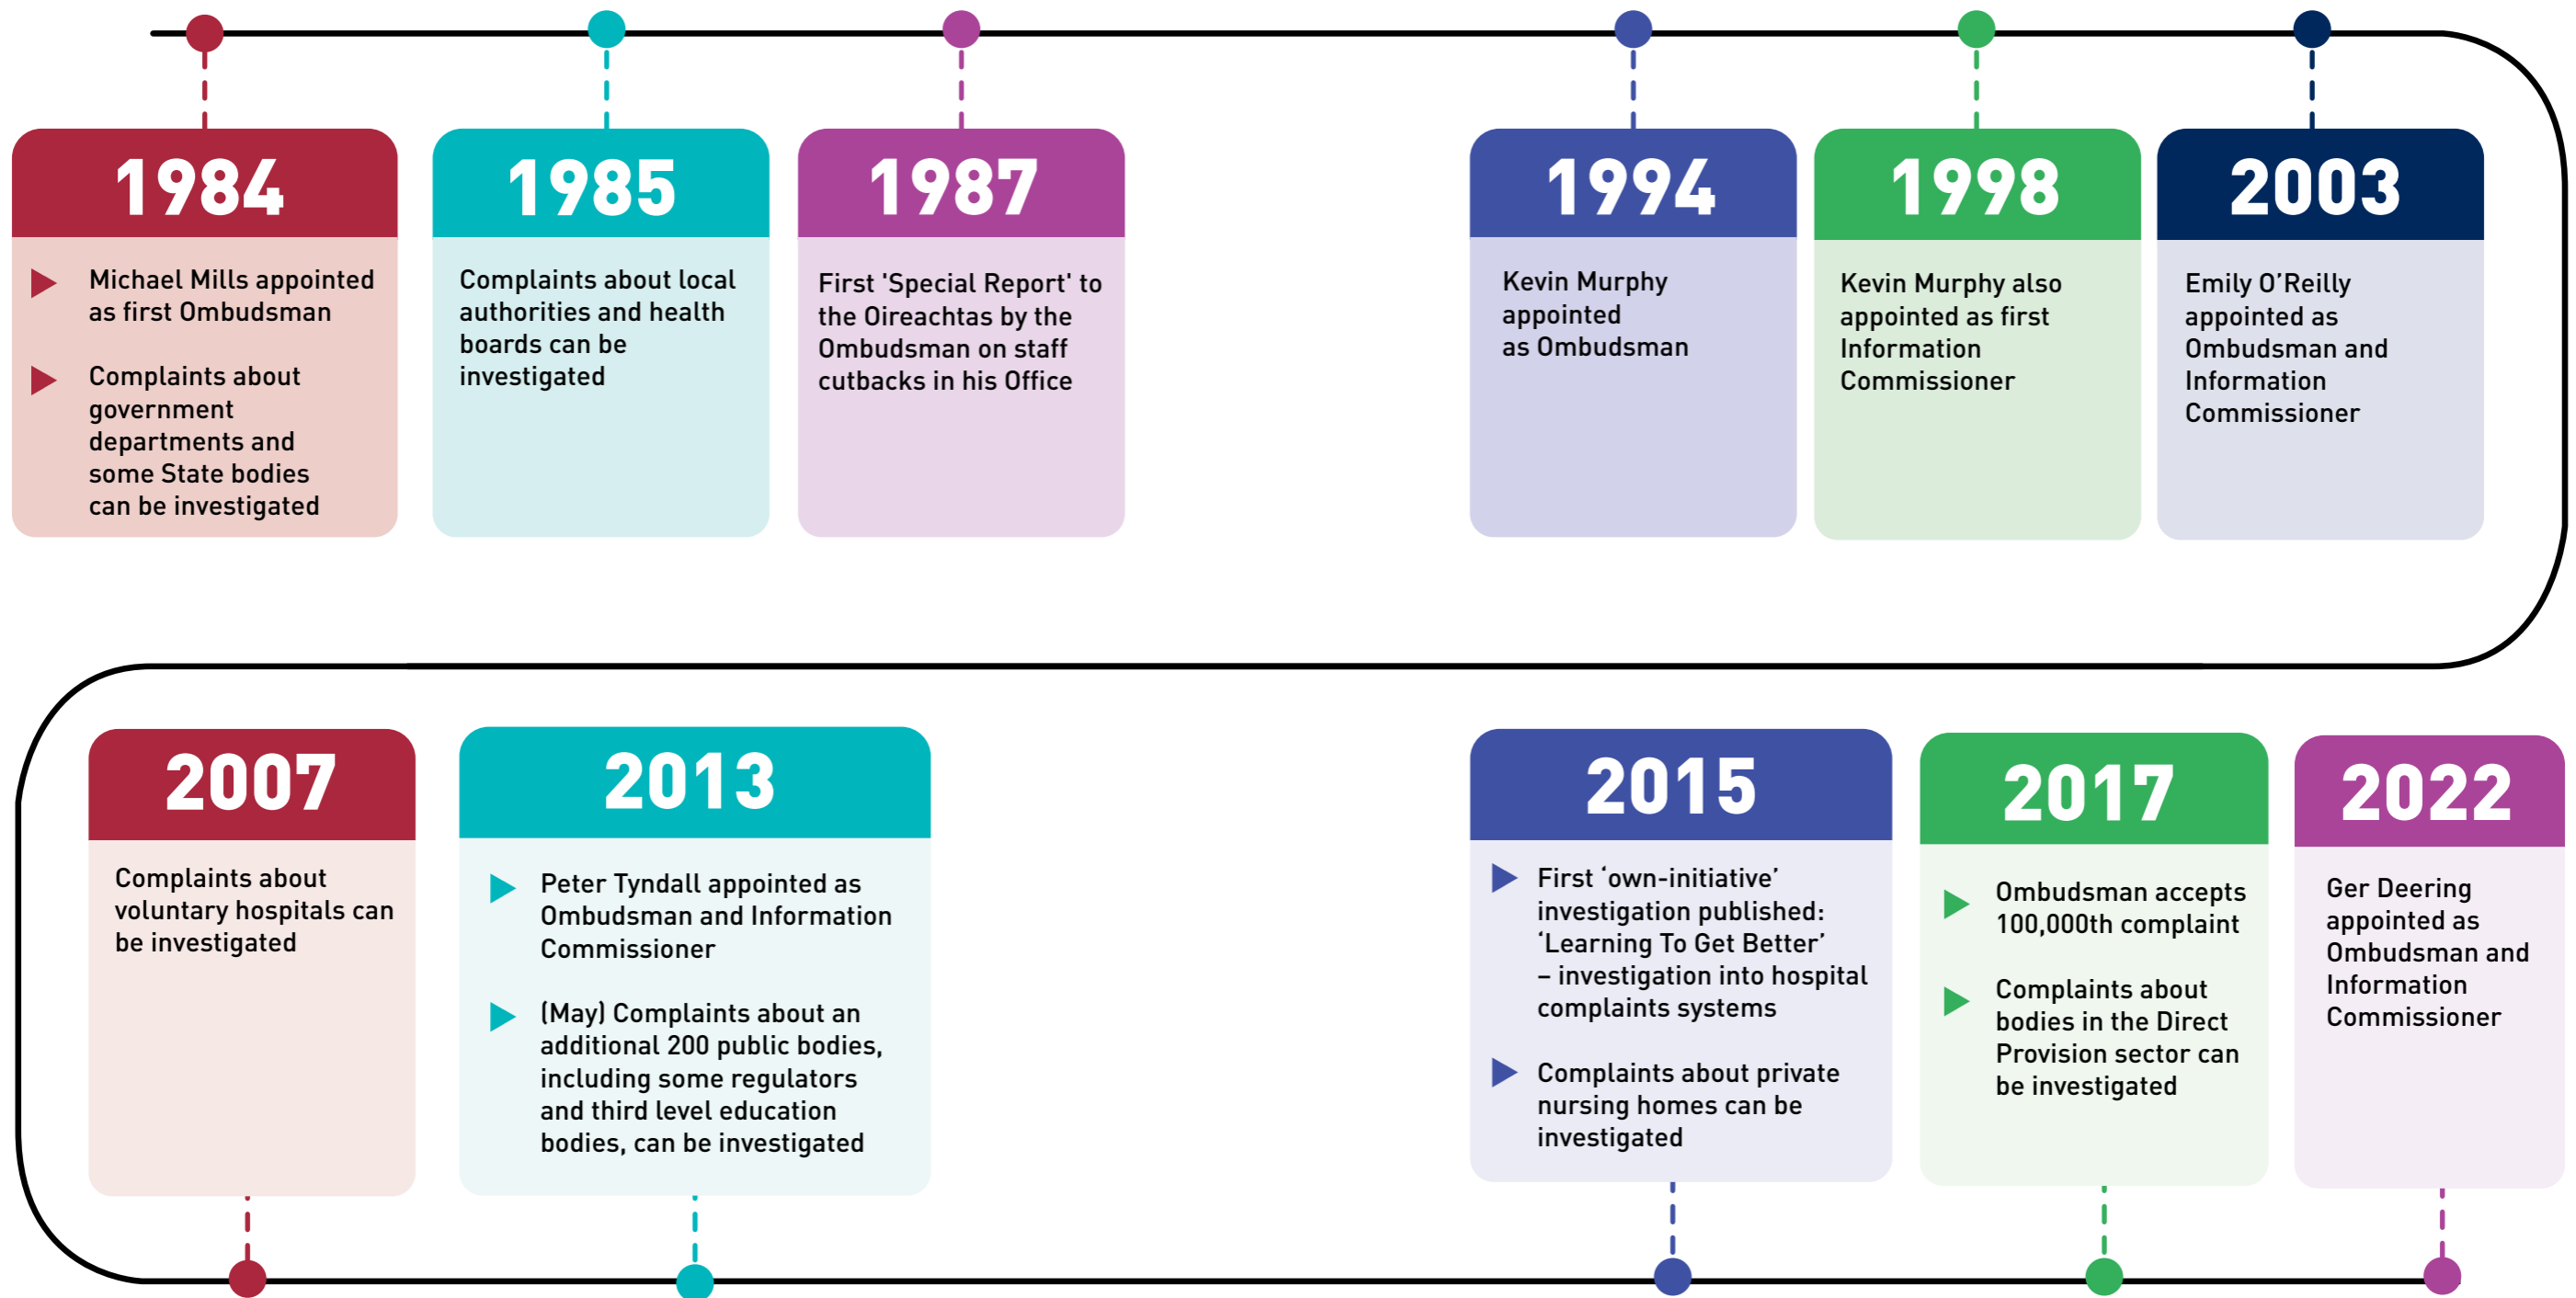 1984
Michael Mills appointed
as first Ombudsman
Complaints about
government
departments and
some State bodies
can be investigated
1985
Complaints about local
authorities and health
boards can be
investigated
1987
First 'Special Report' to
the Oireachtas by the
Ombudsman on staff
cutbacks in his Office
1994
Kevin Murphy
appointed
as Ombudsman
1998
Kevin Murphy also
appointed as first
Information
Commissioner
2003
Emily O’Reilly
appointed as
Ombudsman and
Information
Commissioner
2007
Complaints about
voluntary hospitals can
be investigated
2013
Peter Tyndall appointed as
Ombudsman and Information
Commissioner
(May) Complaints about an
additional 200 public bodies,
including some regulators
and third level education
bodies, can be investigated
2015
First ‘own-initiative’
investigation published:
‘Learning To Get Better’
– investigation into hospital
complaints systems
Complaints about private
nursing homes can be
investigated
2017
Ombudsman accepts
100,000th complaint
Complaints about
bodies in the Direct
Provision sector can
be investigated
2022
Ger Deering
appointed as
Ombudsman and
Information
Commissioner